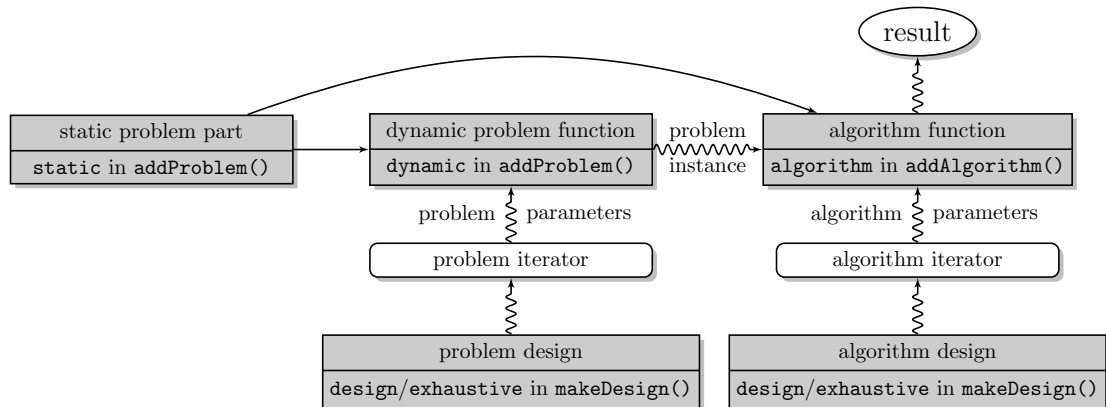 result
static problem part
static in addProblem()
dynamic problem function
dynamic in addProblem()
problem
instance
algorithm function
algorithm in addAlgorithm()
problem parameters
algorithm parameters
problem iterator
algorithm iterator
problem design
design/exhaustive in makeDesign()
algorithm design
design/exhaustive in makeDesign()